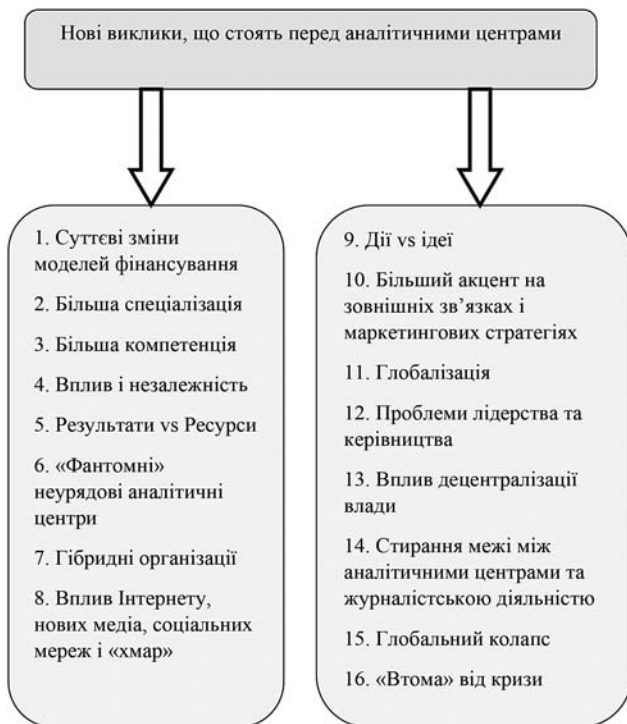 Нові виклики, що стоять перед аналітичними центрами
1. Суттєві зміни
моделей фінансування
2. Більша спеціалізація
3. Більша компетенція
4. Вплив і незалежність
5. Результати vs Ресурси
6. «Фантомні»
неурядові аналітичні
центри
7. Гібридні організації
8. Вплив Інтернету,
нових медіа, соціальних
мереж і «хмар»
9. Дії vs ідеї
10. Більший акцент на
зовнішніх зв’язках і
маркетингових стратегіях
11. Глобалізація
12. Проблеми лідерства та
керівництва
13. Вплив децентралізації
влади
14. Стирання межі між
аналітичними центрами та
журналістською діяльністю
15. Глобальний колапс
16. «Втома» від кризи